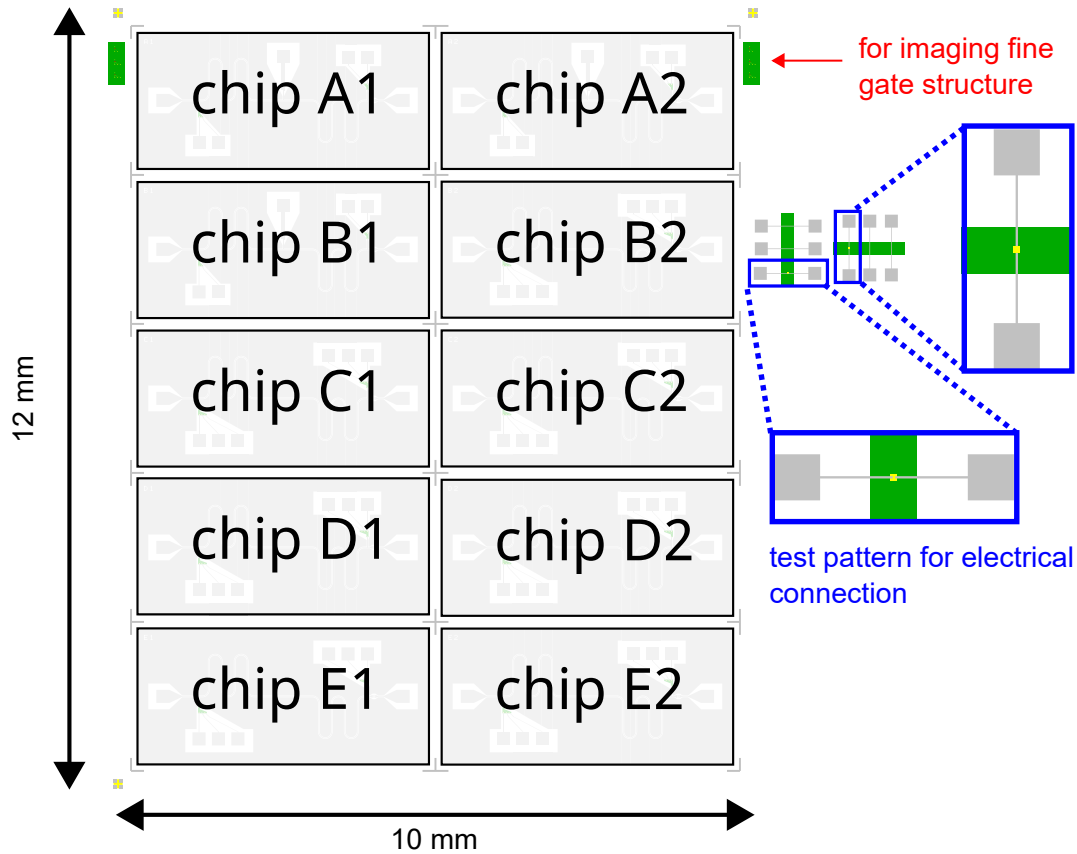 chip A1
chip A2
for imaging fine
gate structure
chip B1
chip B2
chip C1
chip C2
12 mm
chip D1
chip D2
test pattern for electrical
connection
chip E1
chip E2
10 mm